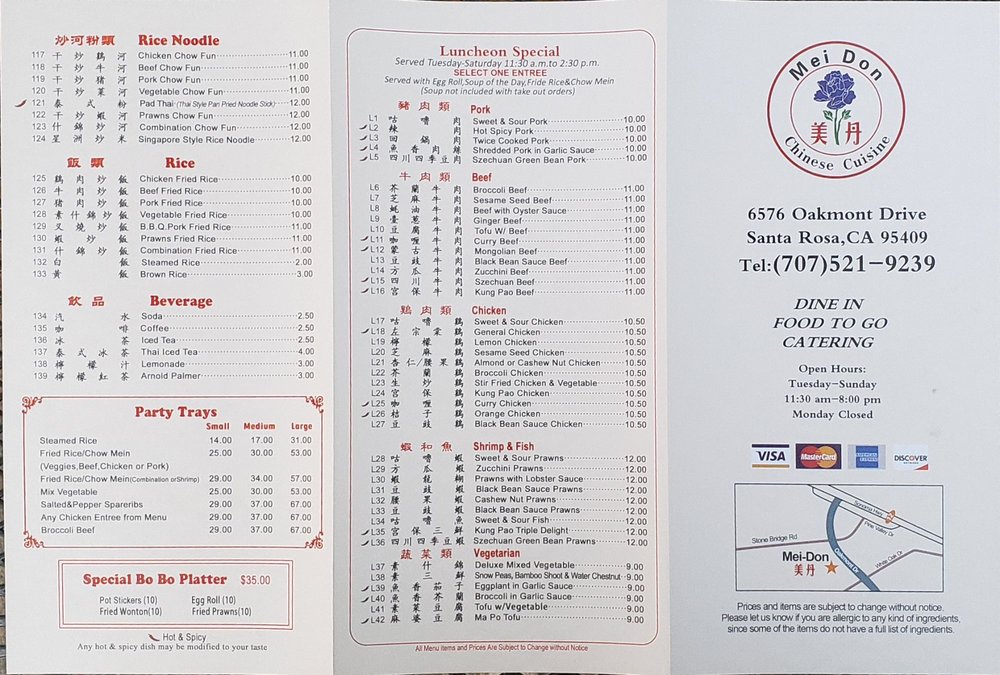 炒河粉類 Rice Noodle
117 干炒鷄河 Chicken Chow Fun 11.00
118 干炒牛河 Beef Chow Fun 11.00
119 干炒猪河 Pork Chow Fun 11.00
120 干炒菜河 Vegetable Chow Fun 11.00
121 泰式粉 Pad Thai (Thai Style Pan Fried Noodle Stick) 12.00
122 干炒蝦河 Prawns Chow Fun 12.00
123 什錦炒河 Combination Chow Fun 12.00
124 星洲炒米 Singapore Style Rice Noodle 12.00
飯類 Rice
125 鷄肉炒飯 Chicken Fried Rice 10.00
126 牛肉炒飯 Beef Fried Rice 10.00
127 猪肉炒飯 Pork Fried Rice 10.00
128 素什錦炒飯 Vegetable Fried Rice 10.00
129 叉燒炒飯 B.B.Q.Pork Fried Rice 11.00
130 蝦炒飯 Prawns Fried Rice 11.00
131 什錦炒飯 Combination Fried Rice 11.00
132 白飯 Steamed Rice 2.00
133 黃飯 Brown Rice 3.00
飲品 Beverage
134 汽水 Soda 2.50
135 咖啡 Coffee 2.50
136 冰茶 Iced Tea 2.50
137 泰式冰茶 Thai Iced Tea 4.00
138 檸檬汁 Lemonade 3.00
139 檸檬紅茶 Arnold Palmer 3.00
Party Trays
Small Medium Large
Steamed Rice 14.00 17.00 31.00
Fried Rice/Chow Mein 25.00 30.00 53.00
(Veggies,Beef,Chicken or Pork)
Fried Rice/Chow Mein(Combination orShrimp) 29.00 34.00 57.00
Mix Vegetable 25.00 30.00 53.00
Salted&Pepper Spareribs 29.00 37.00 67.00
Any Chicken Entree from Menu 29.00 37.00 67.00
Broccoli Beef 29.00 37.00 67.00
Special Bo Bo Platter $35.00
Pot Stickers (10) Egg Roll (10)
Fried Wonton(10) Fried Prawns(10)
Hot & Spicy
Any hot & spicy dish may be modified to your taste
Luncheon Special
Served Tuesday-Saturday 11:30 a.m.to 2:30 p.m.
SELECT ONE ENTREE
Served with Egg Roll,Soup of the Day,Fride Rice&Chow Mein
(Soup not included with take out orders)
豬肉類 Pork
L1 咕嚕肉 Sweet & Sour Pork 10.00
L2 辣肉 Hot Spicy Pork 10.00
L3 回鍋肉 Twice Cooked Pork 10.00
L4 魚香肉絲 Shredded Pork in Garlic Sauce 10.00
L5 四川四季豆肉 Szechuan Green Bean Pork 10.00
牛肉類 Beef
L6 芥蘭牛肉 Broccoli Beef 11.00
L7 芝麻牛肉 Sesame Seed Beef 11.00
L8 蚝油牛肉 Beef with Oyster Sauce 11.00
L9 薑葱牛肉 Ginger Beef 11.00
L10 豆腐牛肉 Tofu W/ Beef 11.00
L11 咖喱牛肉 Curry Beef 11.00
L12 蒙古牛肉 Mongolian Beef 11.00
L13 豆豉牛肉 Black Bean Sauce Beef 11.00
L14 方瓜牛肉 Zucchini Beef 11.00
L15 四川牛肉 Szechuan Beef 11.00
L16 宮保牛肉 Kung Pao Beef 11.00
鷄肉類 Chicken
L17 咕嚕鷄 Sweet & Sour Chicken 10.50
L18 左宗棠鷄 General Chicken 10.50
L19 檸檬鷄 Lemon Chicken 10.50
L20 芝麻鷄 Sesame Seed Chicken 10.50
L21 杏仁/腰果鷄 Almond or Cashew Nut Chicken 10.50
L22 芥蘭鷄 Broccoli Chicken 10.50
L23 生炒鷄 Stir Fried Chicken & Vegetable 10.50
L24 宮保鷄 Kung Pao Chicken 10.50
L25 咖喱鷄 Curry Chicken 10.50
L26 桔子鷄 Orange Chicken 10.50
L27 豆豉鷄 Black Bean Sauce Chicken 10.50
蝦和魚 Shrimp & Fish
L28 咕嚕蝦 Sweet & Sour Prawns 12.00
L29 方瓜蝦 Zucchini Prawns 12.00
L30 蝦龍糊 Prawns with Lobster Sauce 12.00
L31 豆豉蝦 Black Bean Sauce Prawns 12.00
L32 腰果蝦 Cashew Nut Prawns 12.00
L33 豆豉蝦 Black Bean Sauce Prawns 12.00
L34 咕嚕魚 Sweet & Sour Fish 12.00
L35 宮保三鮮 Kung Pao Triple Delight 12.00
L36 四川四季豆蝦 Szechuan Green Bean Prawns 12.00
蔬菜類 Vegetarian
L37 素什錦 Deluxe Mixed Vegetable 9.00
L38 素三鮮 Snow Peas, Bamboo Shoot & Water Chestnut 9.00
L39 魚香茄子 Eggplant in Garlic Sauce 9.00
L40 魚香芥蘭 Broccoli in Garlic Sauce 9.00
L41 素菜豆腐 Tofu w/Vegetable 9.00
L42 麻婆豆腐 Ma Po Tofu 9.00
All Menu items and Prices Are Subject to Change without Notice
Mei Don
美丹
Chinese Cuisine
6576 Oakmont Drive
Santa Rosa,CA 95409
Tel:(707)521-9239
DINE IN
FOOD TO GO
CATERING
Open Hours:
Tuesday-Sunday
11:30 am-8:00 pm
Monday Closed
VISA MasterCard AMERICAN EXPRESS DISCOVER
Sonoma Hwy
Pine Valley Dr
Stone Bridge Rd
Oakmont Dr
White Oak Dr
Mei-Don
美丹
Prices and items are subject to change without notice.
Please let us know if you are allergic to any kind of ingredients,
since some of the items do not have a full list of ingredients.